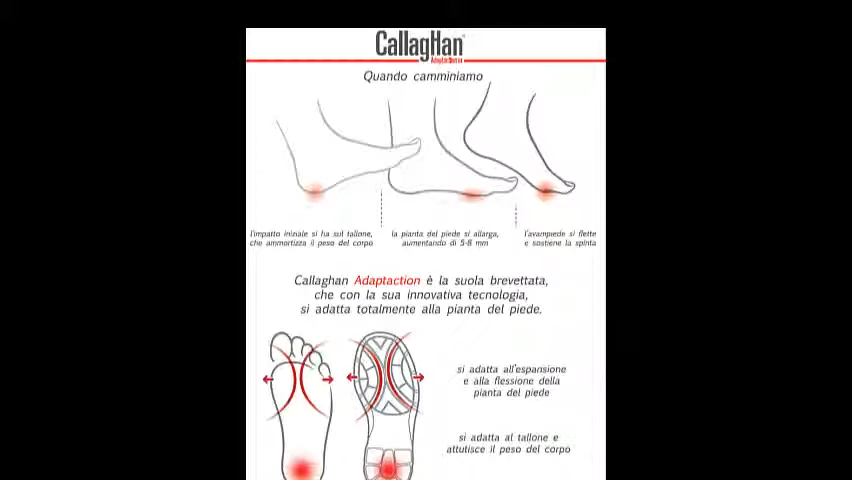 CallagHan
Adaptaction
Quando camminiamo
l'impatto ininale si ha sul tallone,
che ammortizza il peso del corpo
la pianta del piede si allarga,
aumentando di 5-8 mm
l'avampiede si flette
e sostiene la spinta
Callaghan Adaptaction è la suola brevettata,
che con la sua innovativa tecnologia,
si adatta totalmente alla pianta del piede.
si adatta all'espansione
e alla flessione della
pianta del piede
si adatta al tallone e
attutisce il peso del corpo